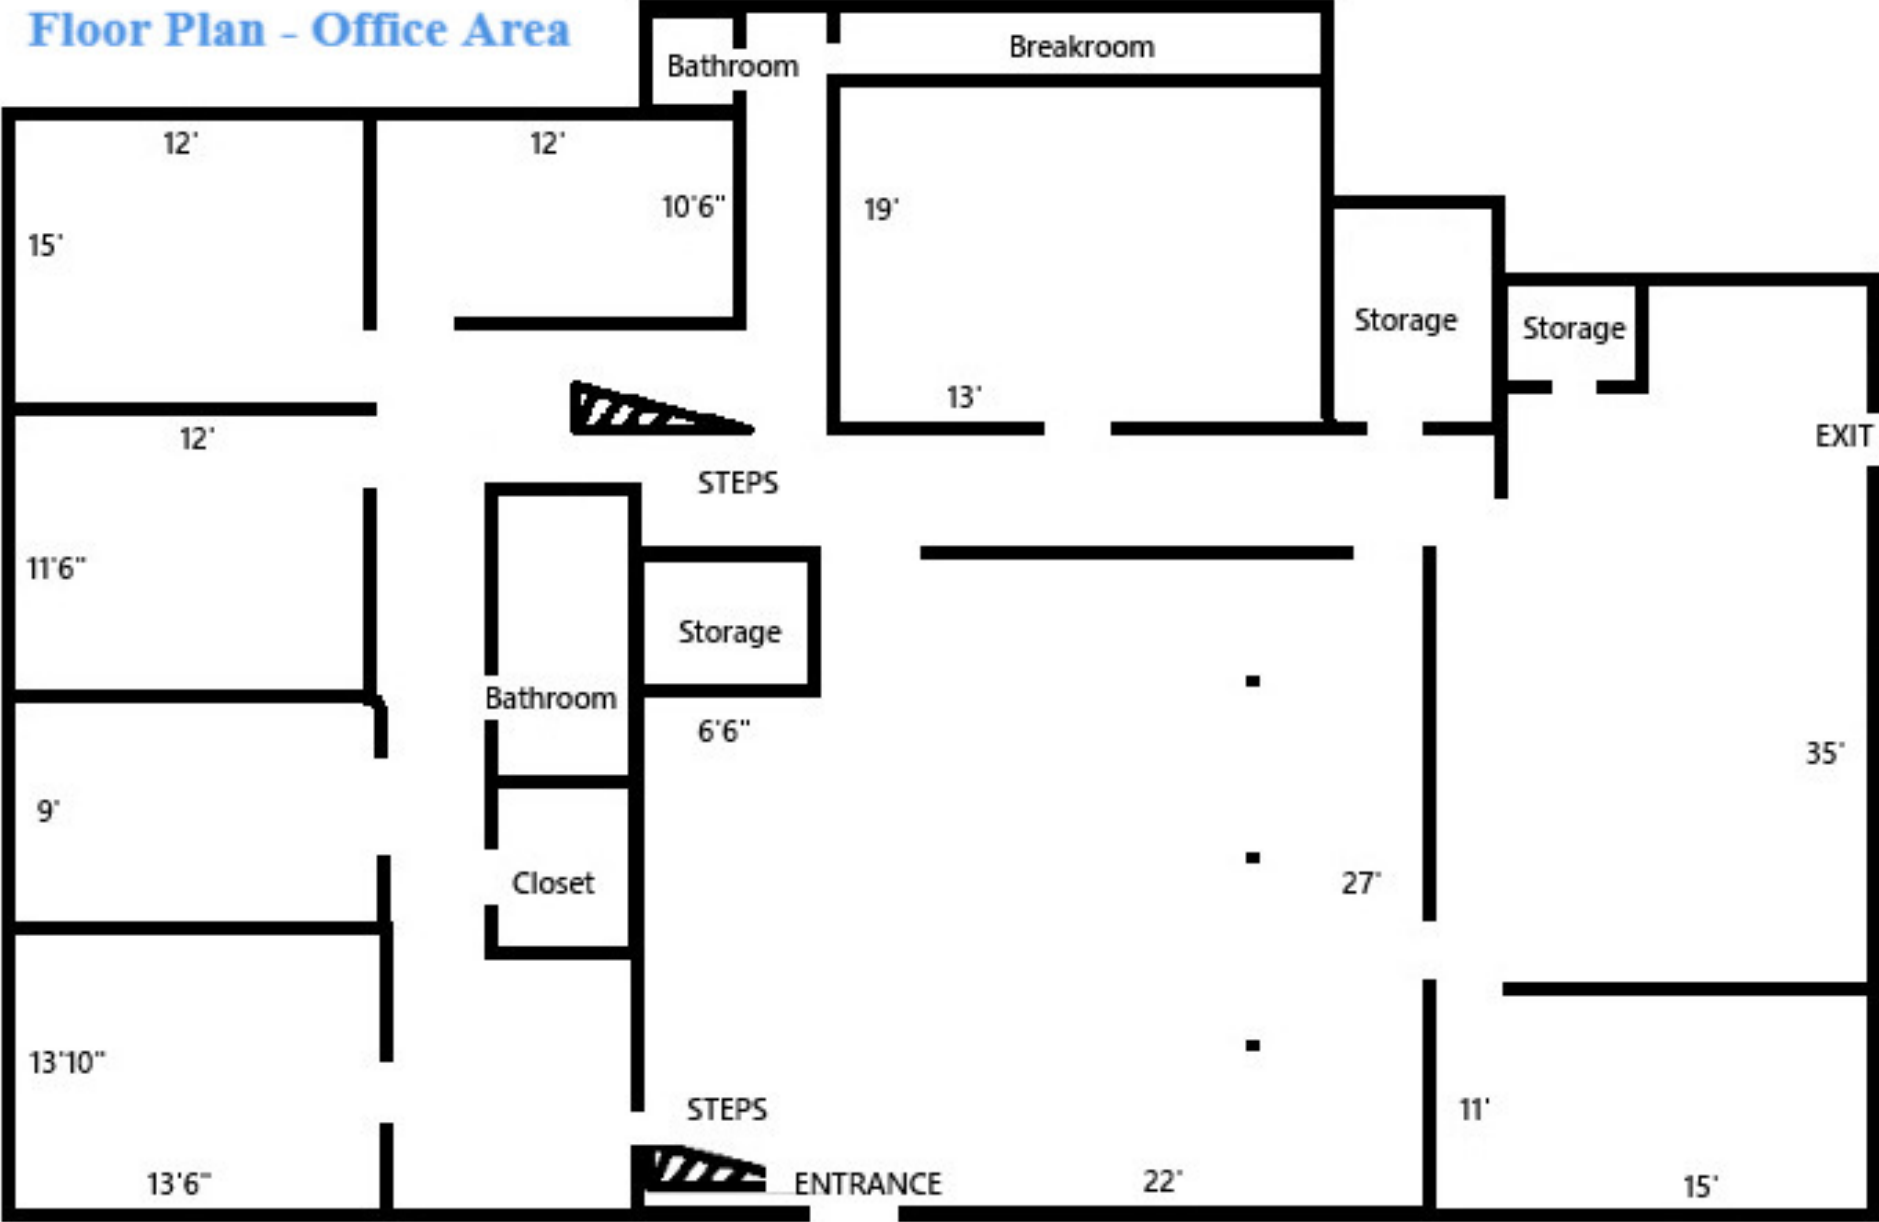 Floor Plan - Office Area
Bathroom
Breakroom
12'
12'
10'6"
15'
19'
Storage
Storage
13'
12'
EXIT
STEPS
11'6"
Storage
Bathroom
6'6"
35'
9'
Closet
27'
13'10"
STEPS
11'
13'6"
ENTRANCE
22'
15'